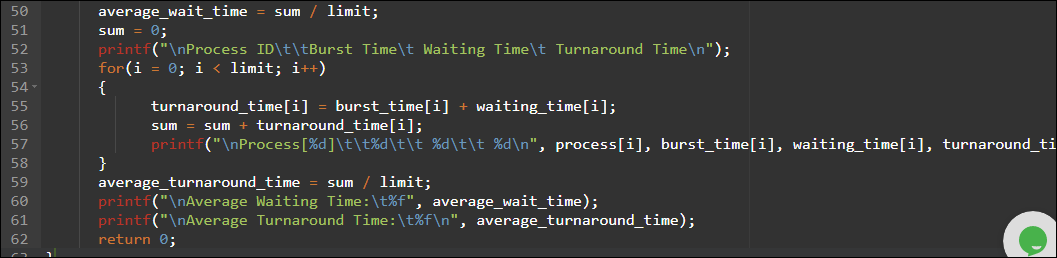 50 average_wait_time = sum / limit;
51 sum = 0;
52 printf("\nProcess ID\t\tBurst Time\t Waiting Time\t Turnaround Time\n");
53 for(i = 0; i < limit; i++)
54 {
55 turnaround_time[i] = burst_time[i] + waiting_time[i];
56 sum = sum + turnaround_time[i];
57 printf("\nProcess[%d]\t\t%d\t\t %d\t\t %d\n", process[i], burst_time[i], waiting_time[i], turnaround_ti
58 }
59 average_turnaround_time = sum / limit;
60 printf("\nAverage Waiting Time:\t%f", average_wait_time);
61 printf("\nAverage Turnaround Time:\t%f\n", average_turnaround_time);
62 return 0;
63 }